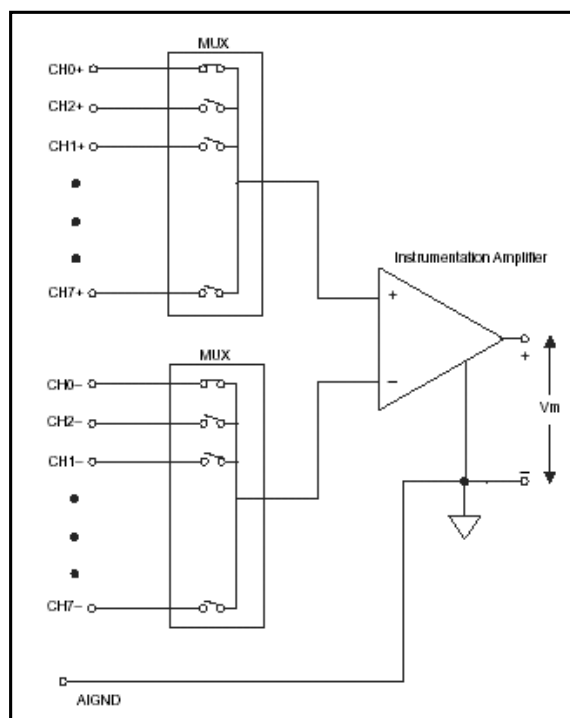 MUX
CH0+
CH2+
CH1+
CH7+
Instrumentation Amplifier
+
−
+
Vm
−
MUX
CH0−
CH2−
CH1−
CH7−
AIGND